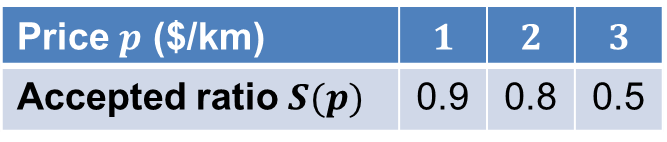 Price p ($/km) 1 2 3
Accepted ratio S(p) 0.9 0.8 0.5